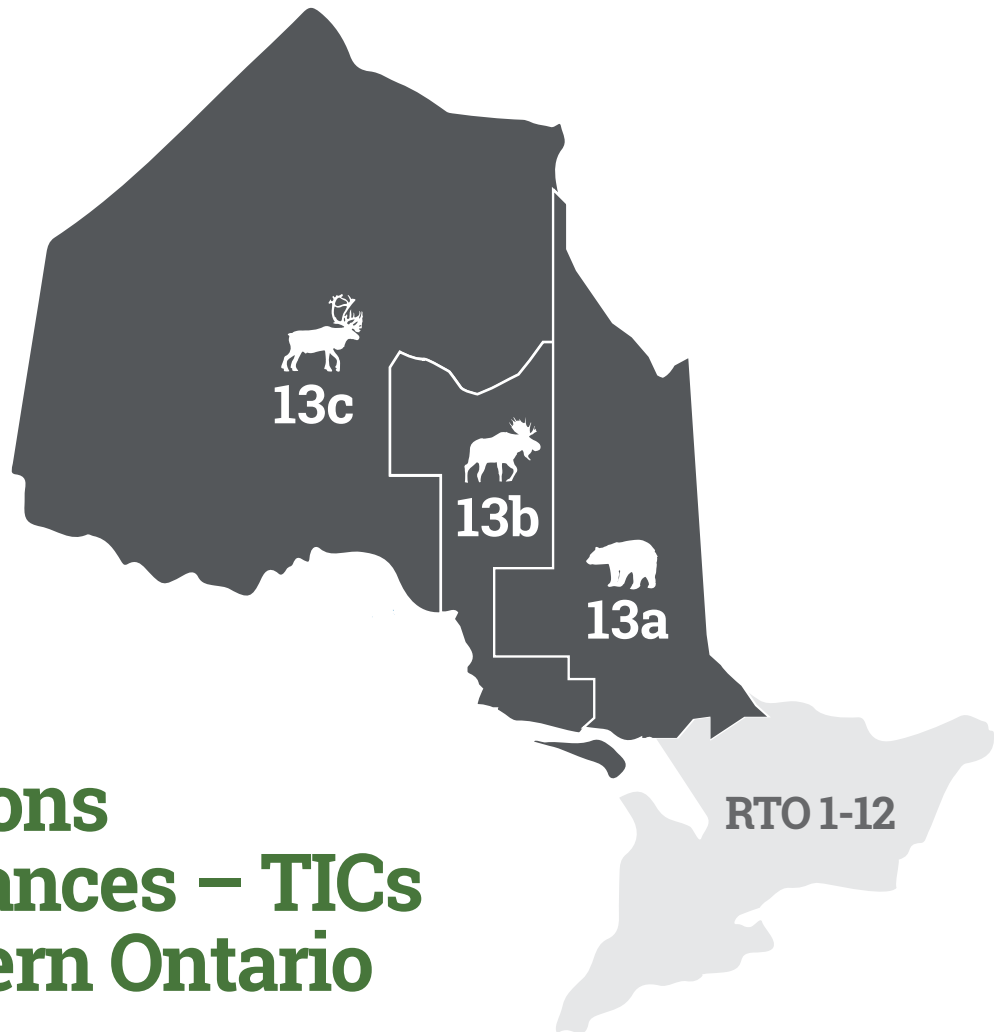 13c
13b
13a
RTO 1-12
ons
ances – TICs
ern Ontario